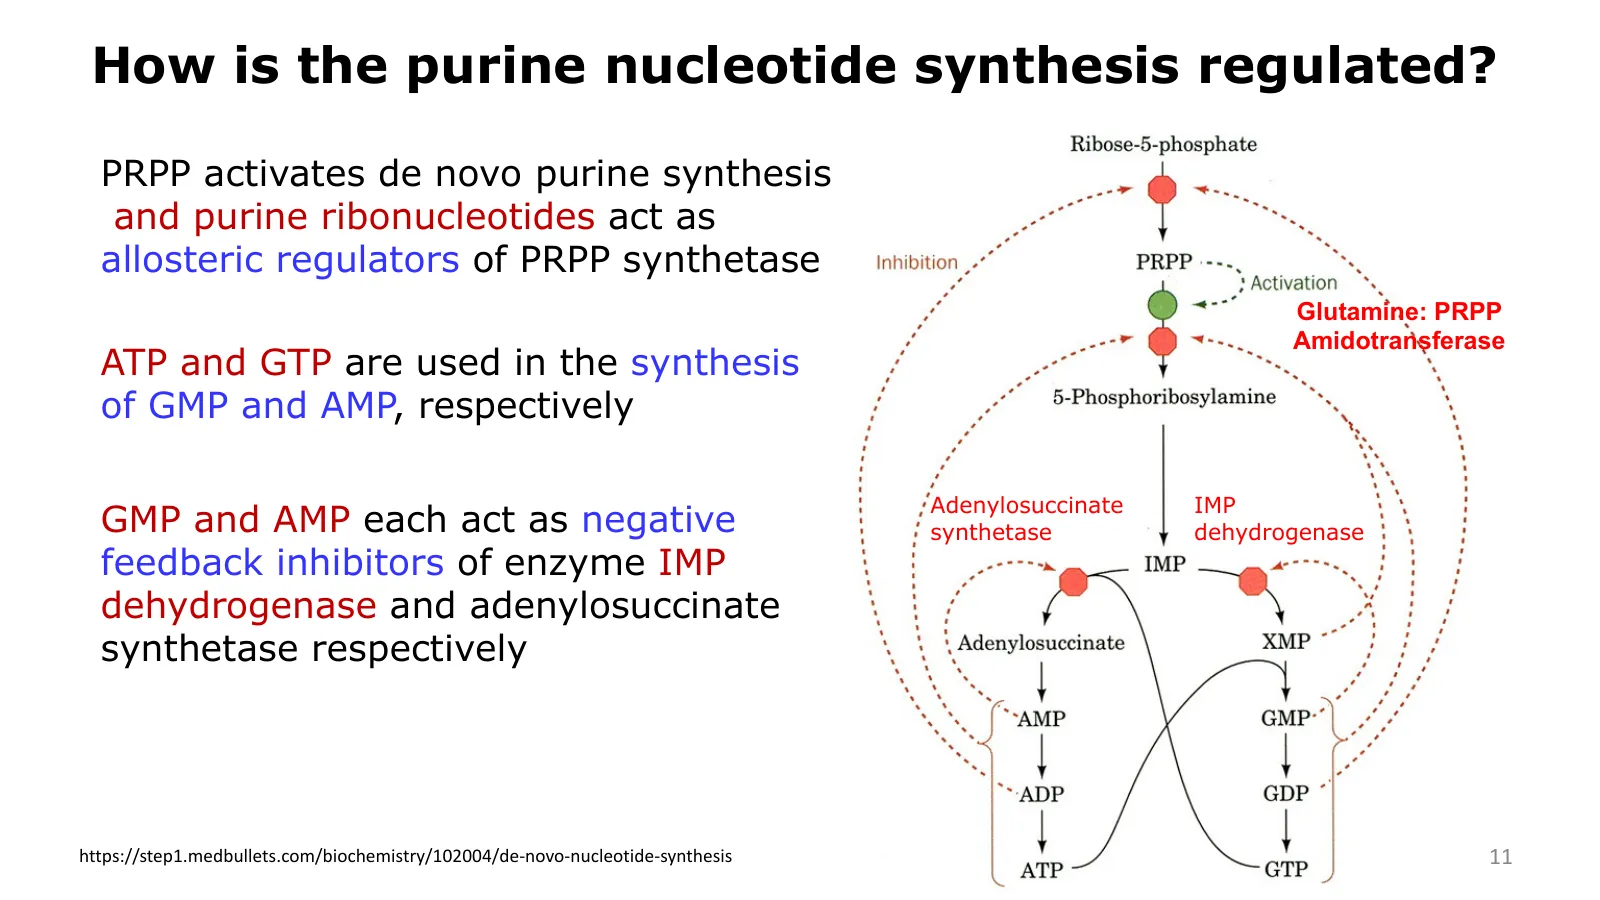 How is the purine nucleotide synthesis regulated?
PRPP activates de novo purine synthesis
and purine ribonucleotides act as
allosteric regulators of PRPP synthetase
ATP and GTP are used in the synthesis
of GMP and AMP, respectively
GMP and AMP each act as negative
feedback inhibitors of enzyme IMP
dehydrogenase and adenylosuccinate
synthetase respectively
https://step1.medbullets.com/biochemistry/102004/de-novo-nucleotide-synthesis
Ribose-5-phosphate
Inhibition
PRPP
Activation
Glutamine: PRPP
Amidotransferase
5-Phosphoribosylamine
Adenylosuccinate
synthetase
IMP
dehydrogenase
IMP
Adenylosuccinate
XMP
AMP
GMP
ADP
GDP
ATP
GTP
11